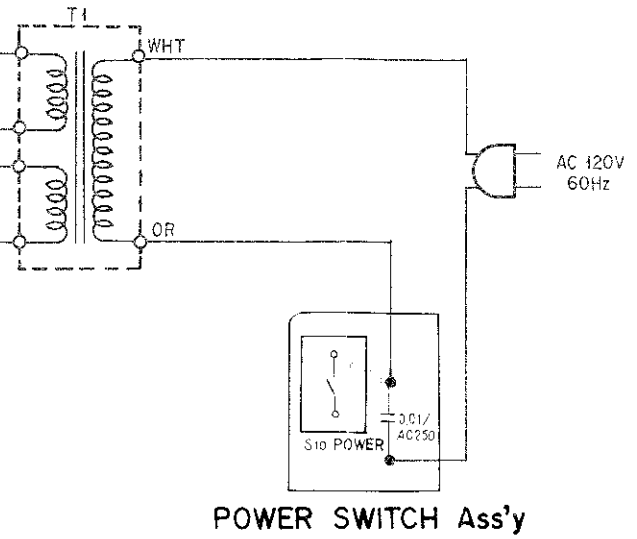 T1
WHT
AC 120V
60Hz
OR
0.01/
AC250
S10 POWER
POWER SWITCH Ass'y